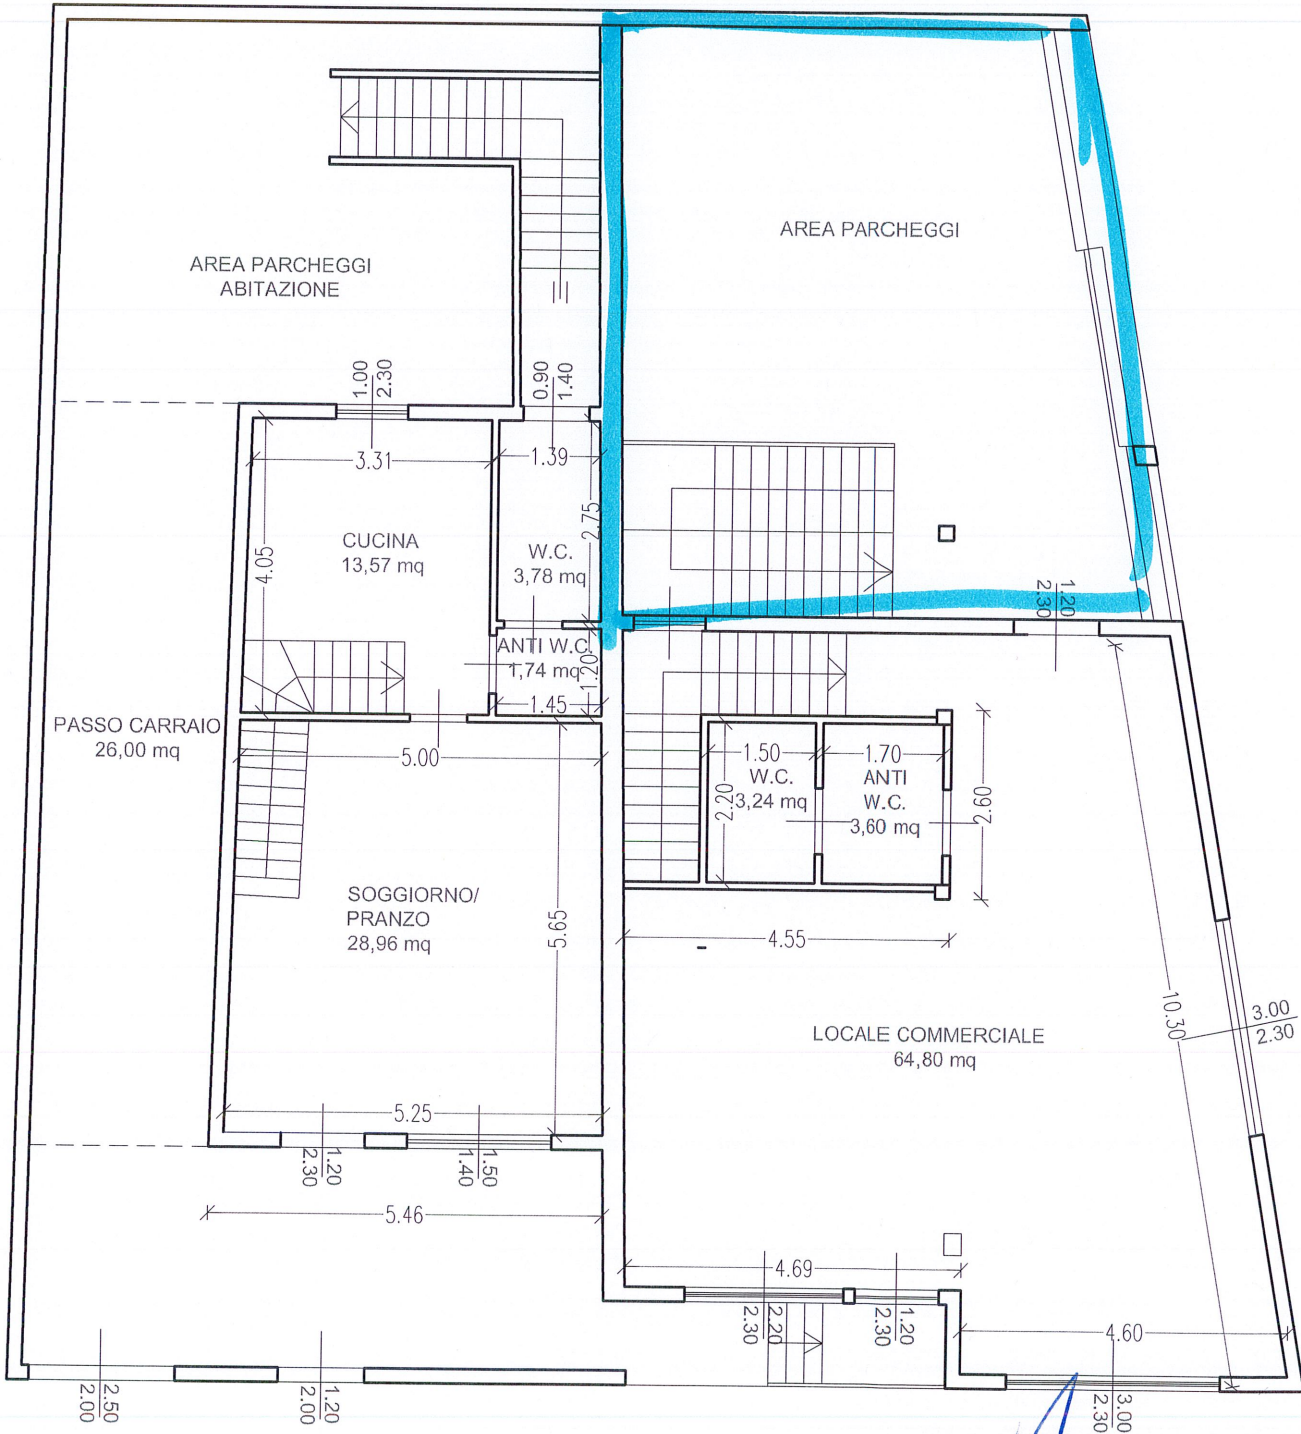 AREA PARCHEGGI
AREA PARCHEGGI
ABITAZIONE
1.00
2.30
0.90
1.40
3.31
1.39
2.75
4.05
CUCINA
13,57 mq
W.C.
3,78 mq
1.20
2.30
ANTI W.C.
1,74 mq
1.20
1.45
PASSO CARRAIO
26,00 mq
5.00
1.50
W.C.
3,24 mq
2.20
1.70
ANTI
W.C.
3,60 mq
2.60
SOGGIORNO/
PRANZO
28,96 mq
5.95
4.55
10.30
3.00
2.30
LOCALE COMMERCIALE
64,80 mq
5.25
1.20
2.30
1.50
1.40
5.46
4.69
2.20
2.30
1.20
2.30
4.60
2.50
2.00
1.20
2.00
3.00
2.30